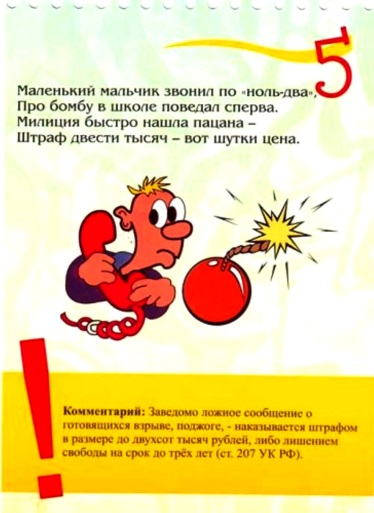 5
Маленький мальчик звонил по «ноль-два»,
Про бомбу в школе поведал сперва.
Милиция быстро нашла пацана –
Штраф двести тысяч – вот шутки цена.
!
Комментарий: Заведомо ложное сообщение о
готовящихся взрыве, поджоге, - наказывается штрафом
в размере до двухсот тысяч рублей, либо лишением
свободы на срок до трёх лет (ст. 207 УК РФ).